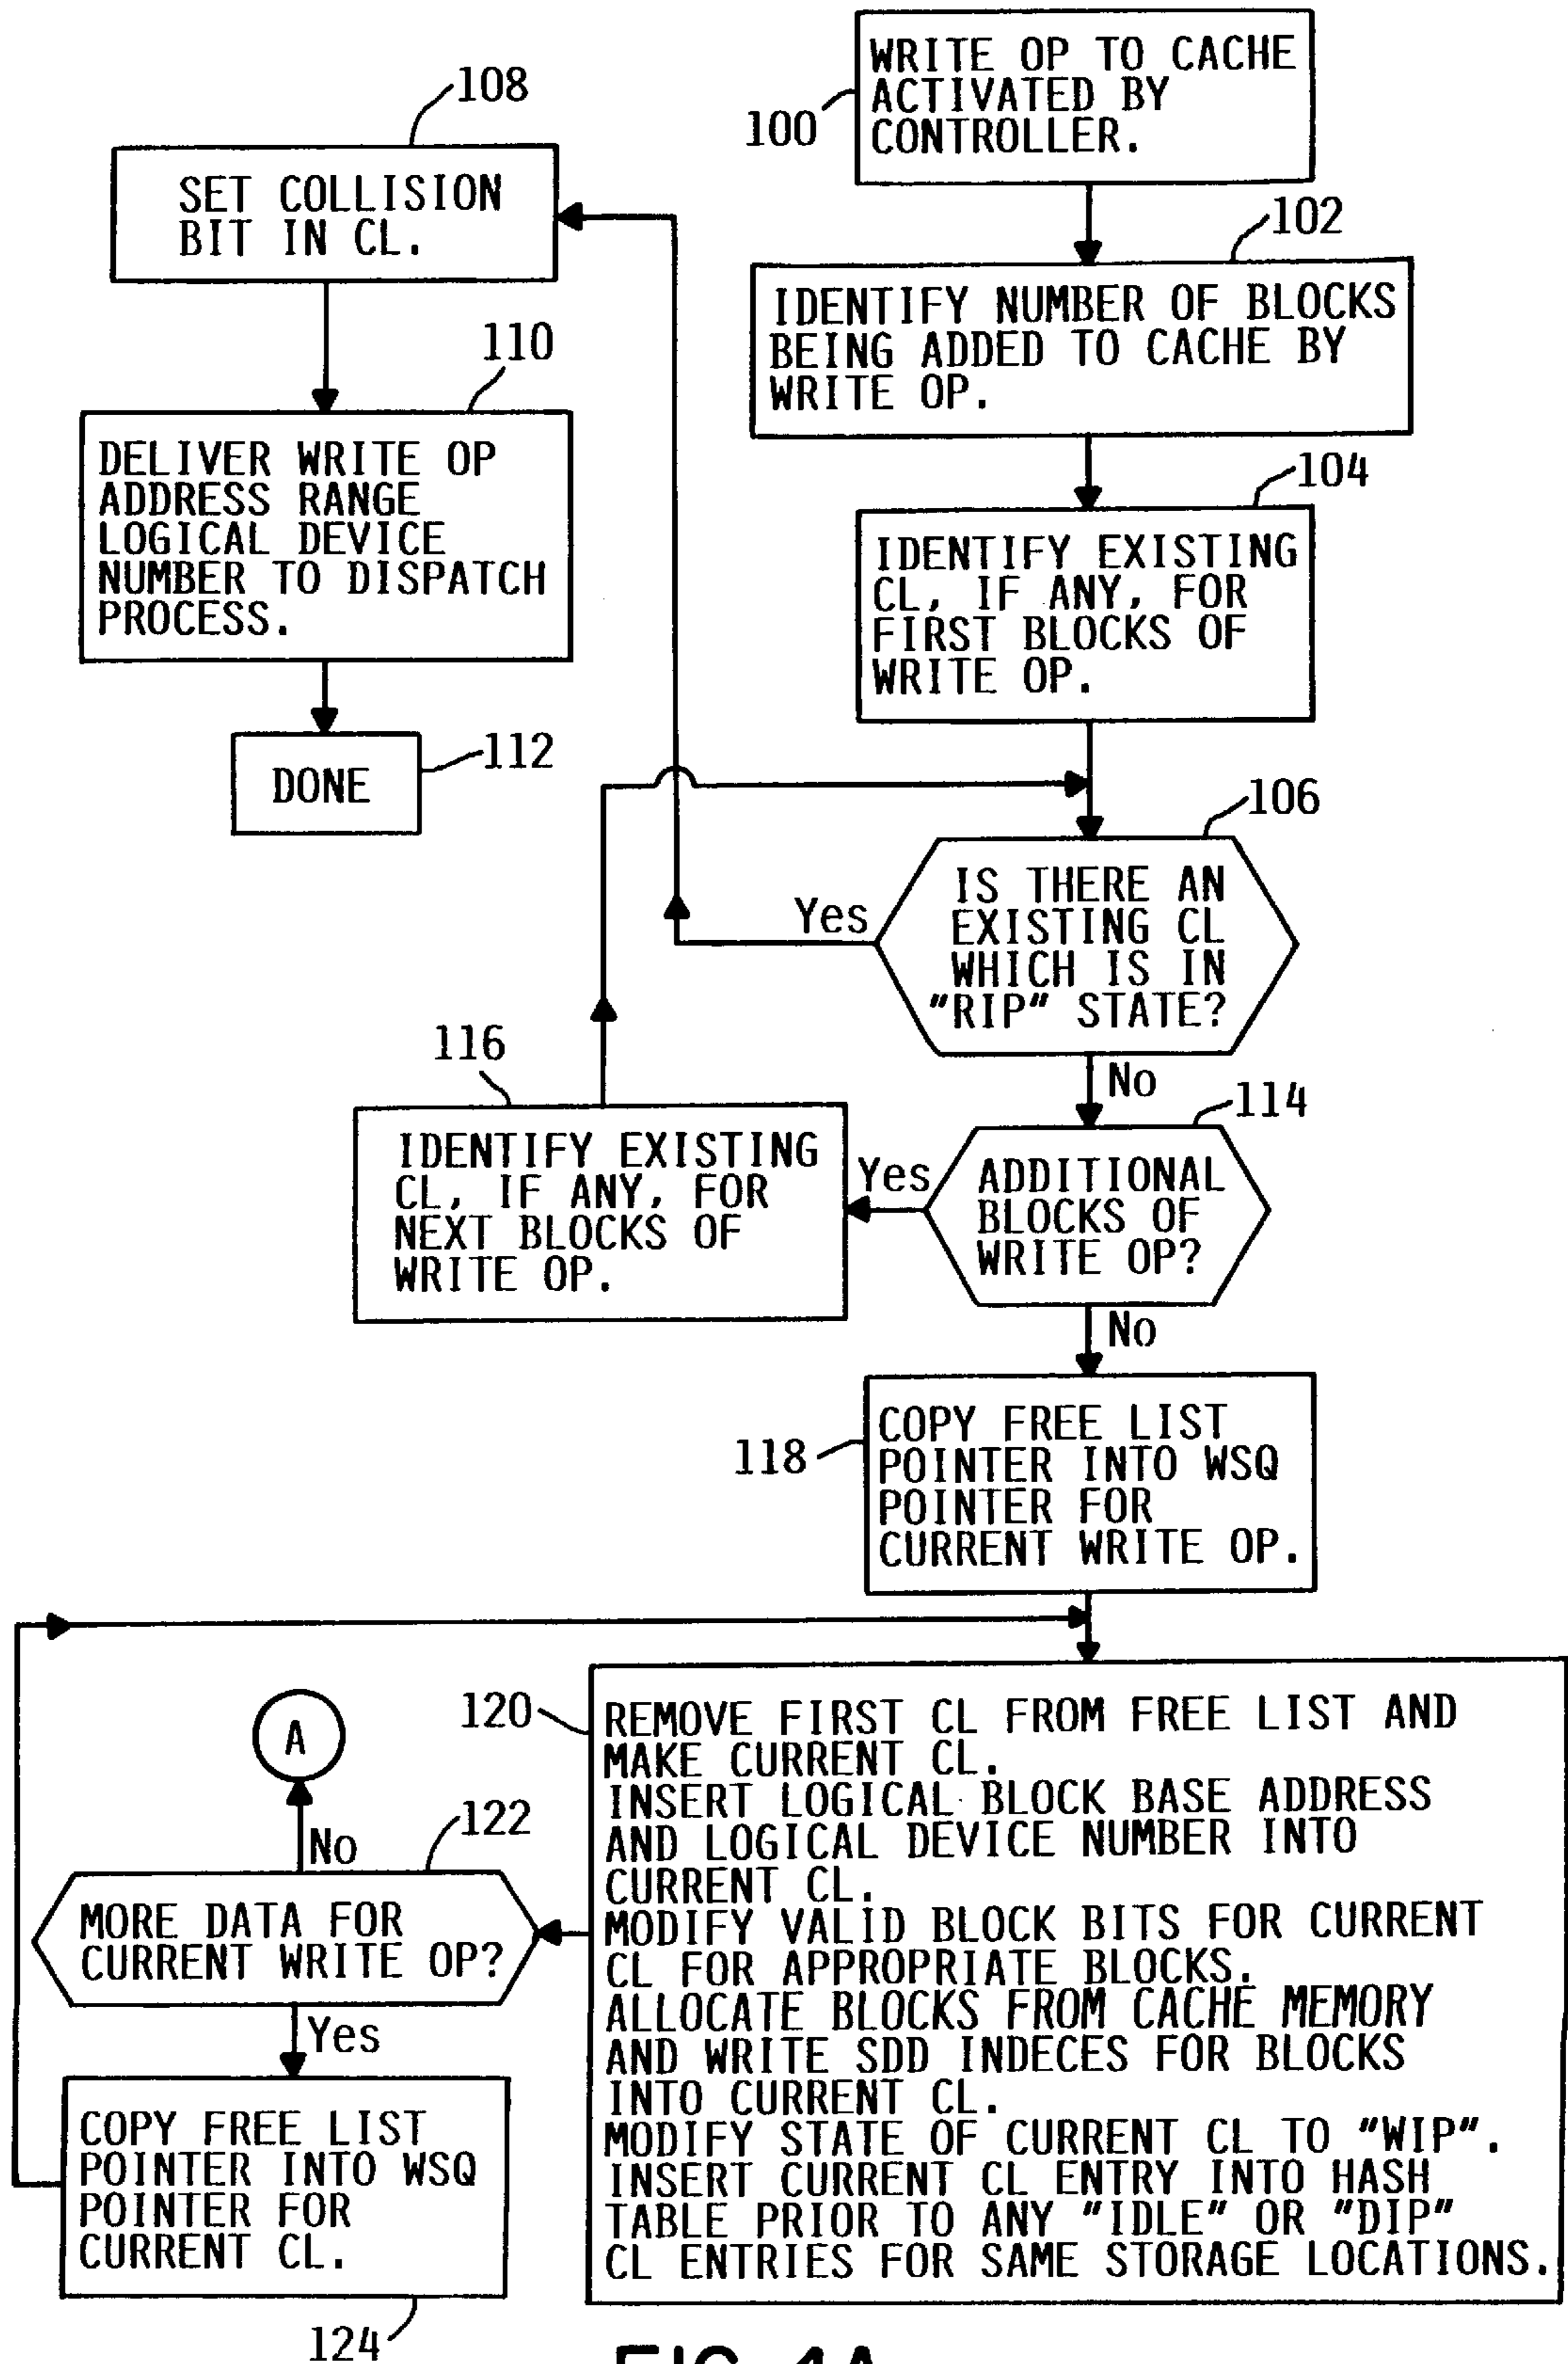 WRITE OP TO CACHE
ACTIVATED BY
CONTROLLER.
100
102
IDENTIFY NUMBER OF BLOCKS
BEING ADDED TO CACHE BY
WRITE OP.
104
IDENTIFY EXISTING
CL, IF ANY, FOR
FIRST BLOCKS OF
WRITE OP.
106
IS THERE AN
EXISTING CL
WHICH IS IN
"RIP" STATE?
Yes
No
108
SET COLLISION
BIT IN CL.
110
DELIVER WRITE OP
ADDRESS RANGE
LOGICAL DEVICE
NUMBER TO DISPATCH
PROCESS.
DONE
112
114
ADDITIONAL
BLOCKS OF
WRITE OP?
Yes
No
116
IDENTIFY EXISTING
CL, IF ANY, FOR
NEXT BLOCKS OF
WRITE OP.
118
COPY FREE LIST
POINTER INTO WSQ
POINTER FOR
CURRENT WRITE OP.
120
REMOVE FIRST CL FROM FREE LIST AND
MAKE CURRENT CL.
INSERT LOGICAL BLOCK BASE ADDRESS
AND LOGICAL DEVICE NUMBER INTO
CURRENT CL.
MODIFY VALID BLOCK BITS FOR CURRENT
CL FOR APPROPRIATE BLOCKS.
ALLOCATE BLOCKS FROM CACHE MEMORY
AND WRITE SDD INDECES FOR BLOCKS
INTO CURRENT CL.
MODIFY STATE OF CURRENT CL TO "WIP".
INSERT CURRENT CL ENTRY INTO HASH
TABLE PRIOR TO ANY "IDLE" OR "DIP"
CL ENTRIES FOR SAME STORAGE LOCATIONS.
A
No
122
MORE DATA FOR
CURRENT WRITE OP?
Yes
COPY FREE LIST
POINTER INTO WSQ
POINTER FOR
CURRENT CL.
124
FIG. 4A